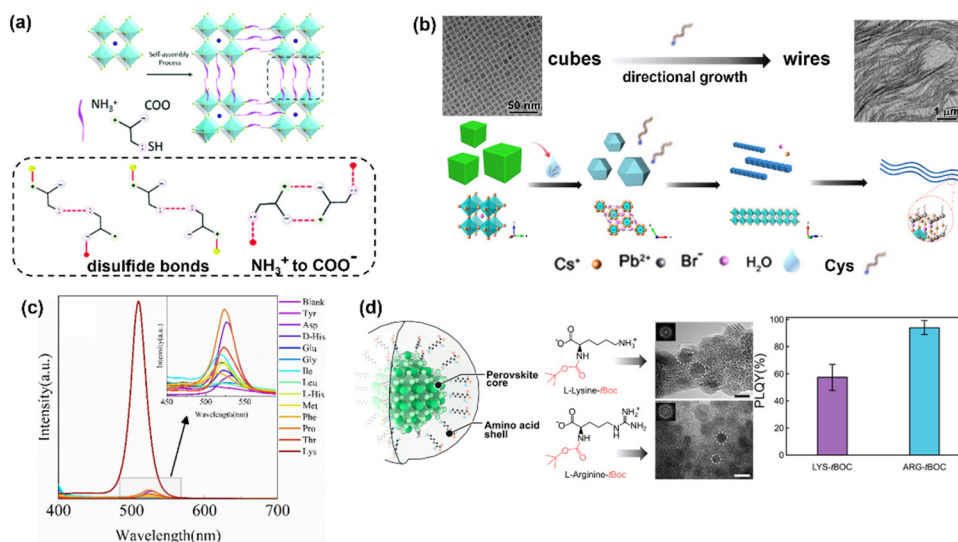 (a)
Self-assembly
Process
NH₃⁺
COO
SH
disulfide bonds
NH₃⁺ to COO⁻
(b)
cubes
wires
directional growth
50 nm
1 μm
Cs⁺
Pb²⁺
Br⁻
H₂O
Cys
(c)
Intensity(a.u.)
Wavelength(nm)
400
500
600
700
Intensity(a.u.)
Wavelength(nm)
450
500
550
Blank
Tyr
Asp
D-His
Glu
Gly
Ile
Leu
L-His
Met
Phe
Pro
Thr
Lys
(d)
Perovskite
core
Amino acid
shell
L-Lysine-tBoc
L-Arginine-tBoc
PLQY(%)
100
80
60
40
20
0
LYS-tBOC
ARG-tBOC